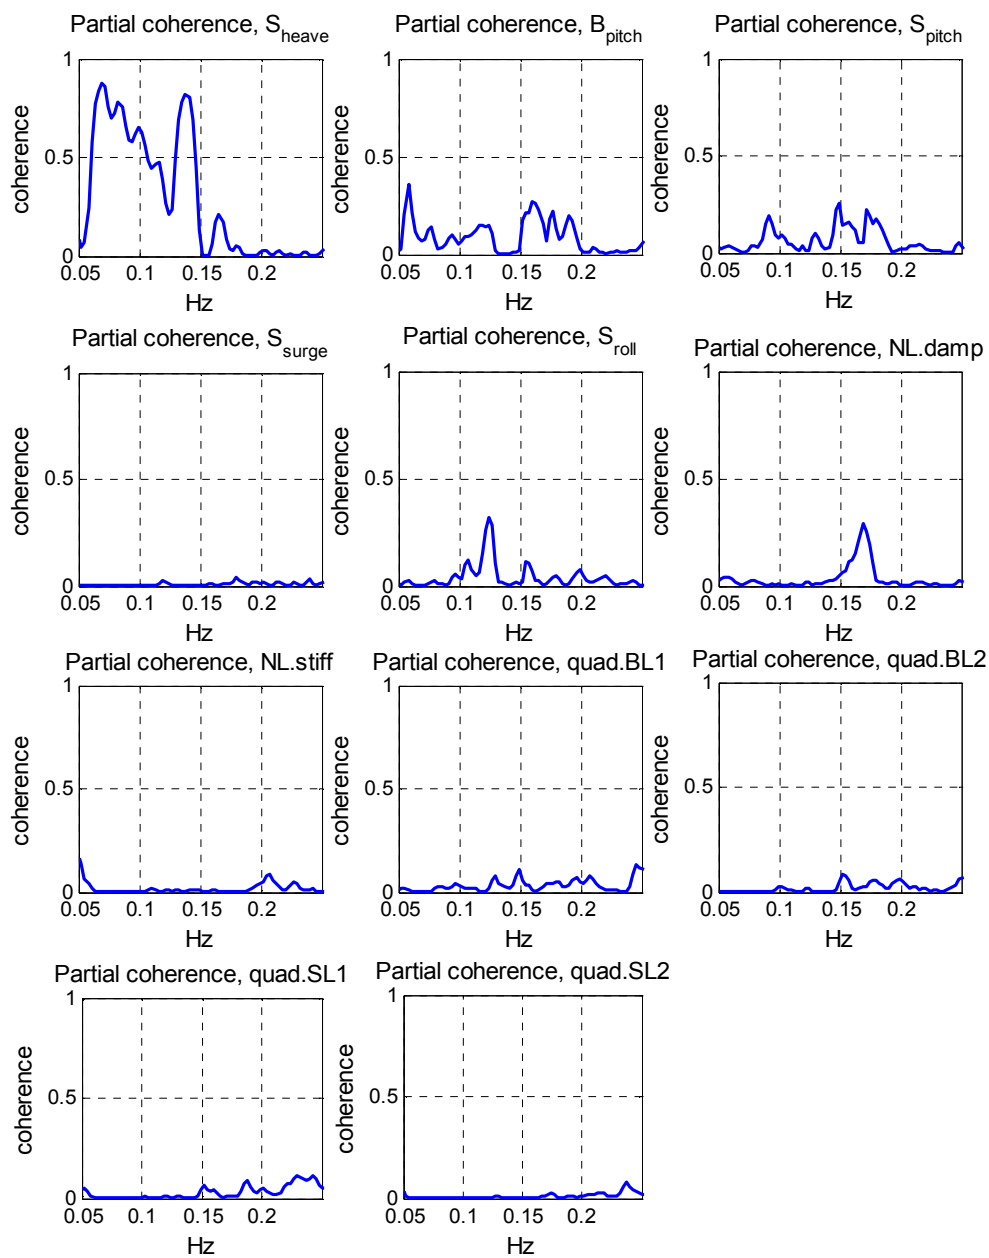 Partial coherence, S_heave
Partial coherence, B_pitch
Partial coherence, S_pitch
1
0.5
0
coherence
0.05 0.1 0.15 0.2
Hz
1
0.5
0
coherence
0.05 0.1 0.15 0.2
Hz
1
0.5
0
coherence
0.05 0.1 0.15 0.2
Hz
Partial coherence, S_surge
Partial coherence, S_roll
Partial coherence, NL.damp
1
0.5
0
coherence
0.05 0.1 0.15 0.2
Hz
1
0.5
0
coherence
0.05 0.1 0.15 0.2
Hz
1
0.5
0
coherence
0.05 0.1 0.15 0.2
Hz
Partial coherence, NL.stiff
Partial coherence, quad.BL1
Partial coherence, quad.BL2
1
0.5
0
coherence
0.05 0.1 0.15 0.2
Hz
1
0.5
0
coherence
0.05 0.1 0.15 0.2
Hz
1
0.5
0
coherence
0.05 0.1 0.15 0.2
Hz
Partial coherence, quad.SL1
Partial coherence, quad.SL2
1
0.5
0
coherence
0.05 0.1 0.15 0.2
Hz
1
0.5
0
coherence
0.05 0.1 0.15 0.2
Hz